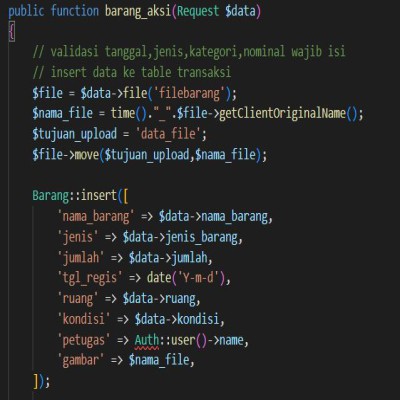 public function barang_aksi(Request $data)
{
// validasi tanggal,jenis,kategori,nominal wajib isi
// insert data ke table transaksi
$file = $data->file('filebarang');
$nama_file = time()."_".$file->getClientOriginalName();
$tujuan_upload = 'data_file';
$file->move($tujuan_upload,$nama_file);
Barang::insert([
'nama_barang' => $data->nama_barang,
'jenis' => $data->jenis_barang,
'jumlah' => $data->jumlah,
'tgl_regis' => date('Y-m-d'),
'ruang' => $data->ruang,
'kondisi' => $data->kondisi,
'petugas' => Auth::user()->name,
'gambar' => $nama_file,
]);